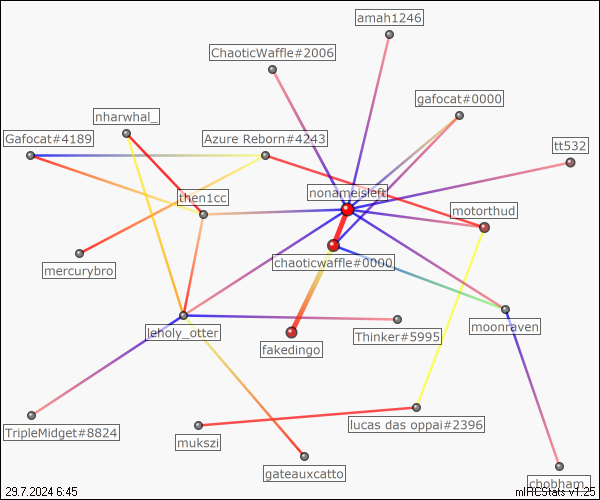 amah1246
ChaoticWaffle#2006
gafocat#0000
nharwhal_
Gafocat#4189
Azure Reborn#4243
tt532
nonameisleft
then1cc
motorthud
chaoticwaffle#0000
mercurybro
moonraven
leholy_otter
Thinker#5995
fakedingo
lucas das oppai#2396
TripleMidget#8824
mukszi
gateauxcatto
chobham_
29.7.2024 6:45
mIHCStats v1.25